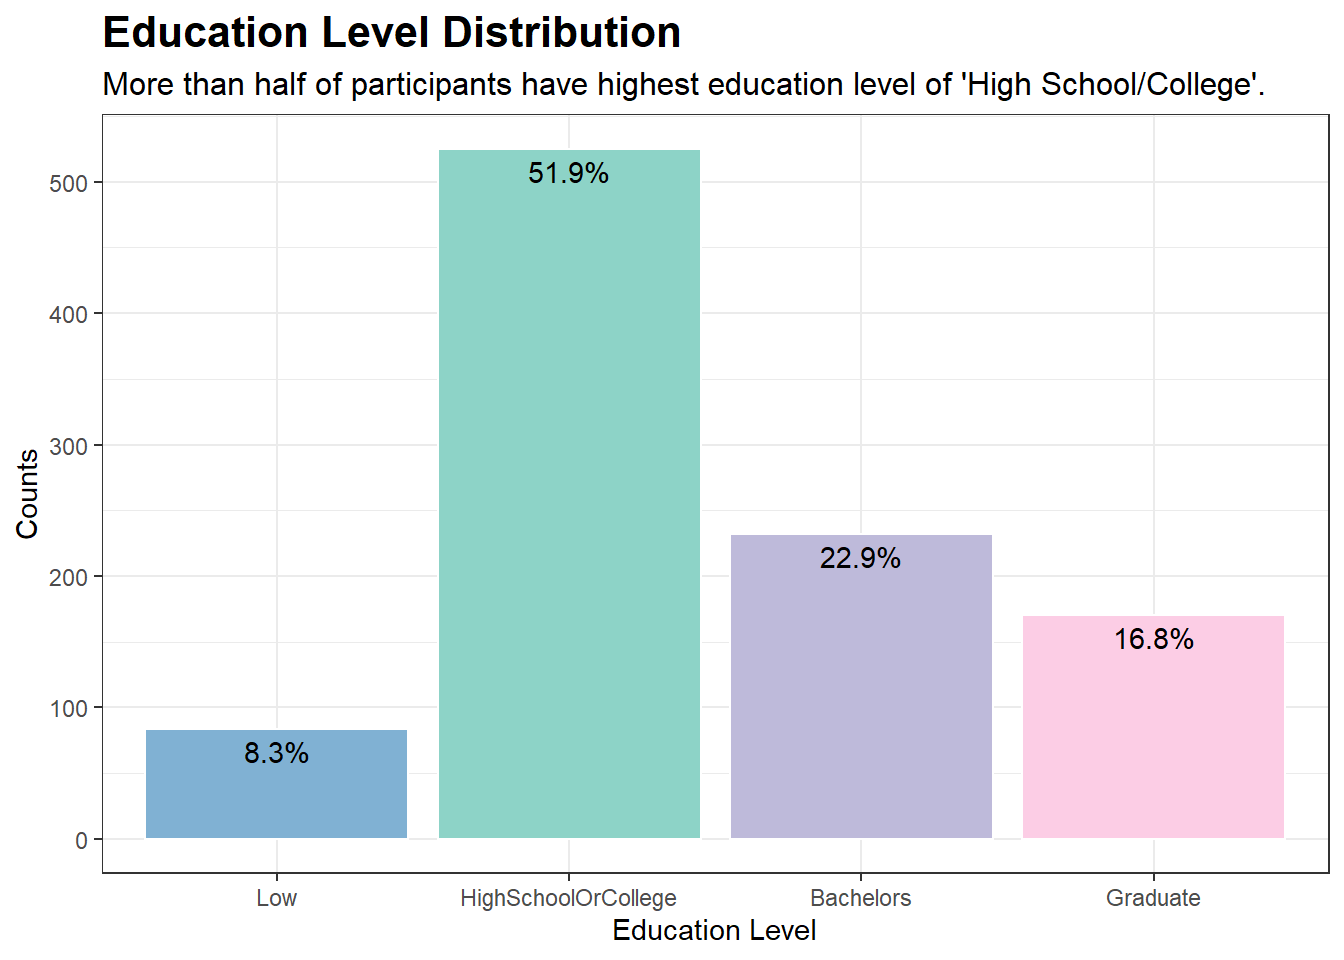 Education Level Distribution
More than half of participants have highest education level of 'High School/College'.
Counts
500
400
300
200
100
0
8.3%
51.9%
22.9%
16.8%
Low
HighSchoolOrCollege
Bachelors
Graduate
Education Level